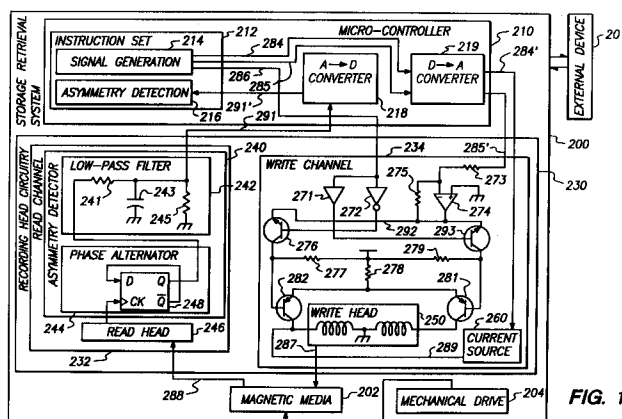 STORAGE RETRIEVAL SYSTEM
MICRO-CONTROLLER
210
212
INSTRUCTION SET
214
SIGNAL GENERATION
284
286
285
ASYMMETRY DETECTION
216
291'
291
A → D
CONVERTER
218
219
D → A
CONVERTER
284'
EXTERNAL DEVICE
20
200
RECORDING HEAD CIRCUITRY
READ CHANNEL
ASYMMETRY DETECTOR
240
LOW-PASS FILTER
242
241
243
245
PHASE ALTERNATOR
D Q
CK Q
248
244
READ HEAD
246
232
234
230
WRITE CHANNEL
285'
275
273
271
272
274
276
292
293
277
278
279
282
281
WRITE HEAD
250
260
CURRENT SOURCE
287
289
288
MAGNETIC MEDIA
202
MECHANICAL DRIVE
204
FIG. 1